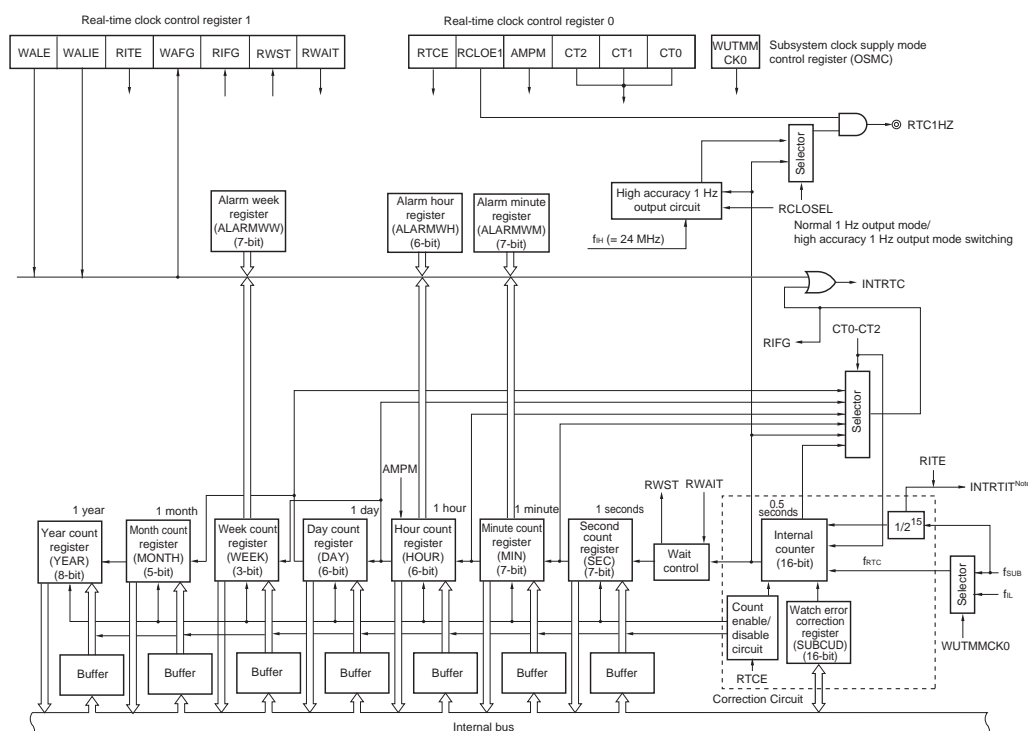 Real-time clock control register 1
Real-time clock control register 0
WALE WALIE RITE WAFG RIFG RWST RWAIT
RTCE RCLOE1 AMPM CT2 CT1 CT0
WUTMM
CK0
Subsystem clock supply mode
control register (OSMC)
RTC1HZ
Selector
High accuracy 1 Hz
output circuit
RCLOSEL
Normal 1 Hz output mode/
high accuracy 1 Hz output mode switching
fIH (= 24 MHz)
Alarm week
register
(ALARMWW)
(7-bit)
Alarm hour
register
(ALARMWH)
(6-bit)
Alarm minute
register
(ALARMWM)
(7-bit)
INTRTC
RIFG
CT0-CT2
Selector
AMPM
RWST RWAIT
RITE
INTRTIT Note
1 year
1 month
1 day
1 hour
1 minute
1 seconds
0.5
seconds
Year count
register
(YEAR)
(8-bit)
Month count
register
(MONTH)
(5-bit)
Week count
register
(WEEK)
(3-bit)
Day count
register
(DAY)
(6-bit)
Hour count
register
(HOUR)
(6-bit)
Minute count
register
(MIN)
(7-bit)
Second
count
register
(SEC)
(7-bit)
Wait
control
Internal
counter
(16-bit)
1/2 15
fRTC
Selector
fSUB
fIL
WUTMMCK0
Count
enable/
disable
circuit
Watch error
correction
register
(SUBCUD)
(16-bit)
RTCE
Correction Circuit
Buffer Buffer Buffer Buffer Buffer Buffer Buffer
Internal bus